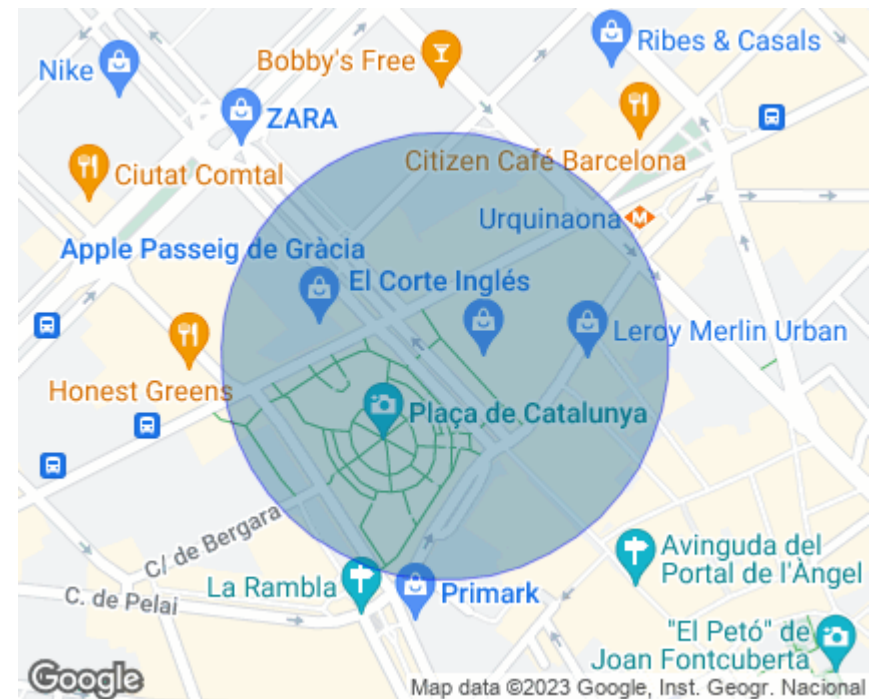 Ribes & Casals
Bobby's Free
Nike
ZARA
Citizen Café Barcelona
Ciutat Comtal
Urquinaona
M
Apple Passeig de Gràcia
El Corte Inglés
Leroy Merlin Urban
Honest Greens
Plaça de Catalunya
C/ de Bergara
Avinguda del
Portal de l'Àngel
La Rambla
C. de Pelai
Primark
"El Petó" de
Joan Fontcuberta
Google
Map data ©2023 Google, Inst. Geogr. Nacional